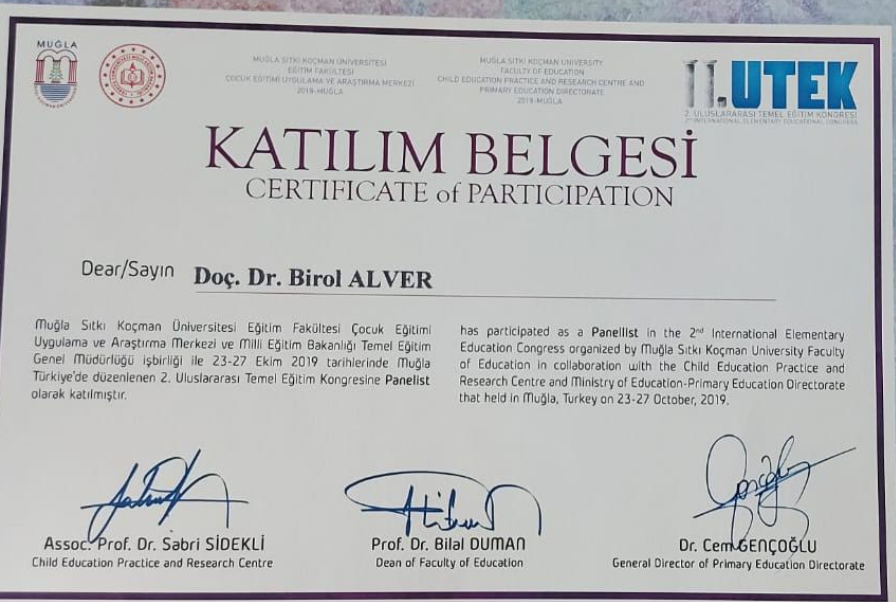 MUĞLA
MUĞLA SITKI KOÇMAN ÜNİVERSİTESİ
EĞİTİM FAKÜLTESİ
ÇOCUK EĞİTİMİ UYGULAMA VE ARAŞTIRMA MERKEZİ
2019-MUĞLA
MUĞLA SITKI KOÇMAN UNIVERSITY
FACULTY OF EDUCATION
CHILD EDUCATION PRACTICE AND RESEARCH CENTRE AND
PRIMARY EDUCATION DIRECTORATE
2019-MUĞLA
11.UTEK
2. ULUSLARARASI TEMEL EĞİTİM KONGRESİ
2nd INTERNATIONAL ELEMENTARY EDUCATIONAL CONGRESS
KATILIM BELGESİ
CERTIFICATE of PARTICIPATION
Dear/Sayın Doç. Dr. Birol ALVER
Muğla Sıtkı Koçman Üniversitesi Eğitim Fakültesi Çocuk Eğitimi
Uygulama ve Araştırma Merkezi ve Milli Eğitim Bakanlığı Temel Eğitim
Genel Müdürlüğü işbirliği ile 23-27 Ekim 2019 tarihlerinde Muğla
Türkiye'de düzenlenen 2. Uluslararası Temel Eğitim Kongresine Panelist
olarak katılmıştır.
has participated as a Panellist in the 2nd International Elementary
Education Congress organized by Muğla Sıtkı Koçman University Faculty
of Education in collaboration with the Child Education Practice and
Research Centre and Ministry of Education-Primary Education Directorate
that held in Muğla, Turkey on 23-27 October, 2019.
Assoc. Prof. Dr. Sabri SİDEKLİ
Child Education Practice and Research Centre
Prof. Dr. Bilal DUMAN
Dean of Faculty of Education
Dr. Cem GENÇOĞLU
General Director of Primary Education Directorate